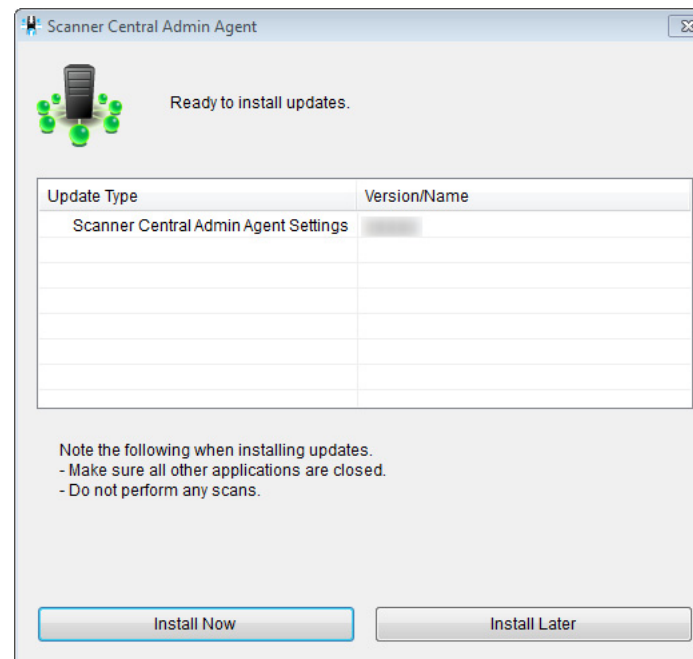 Scanner Central Admin Agent
Ready to install updates.
Update Type Version/Name
Scanner Central Admin Agent Settings
Note the following when installing updates.
- Make sure all other applications are closed.
- Do not perform any scans.
Install Now Install Later